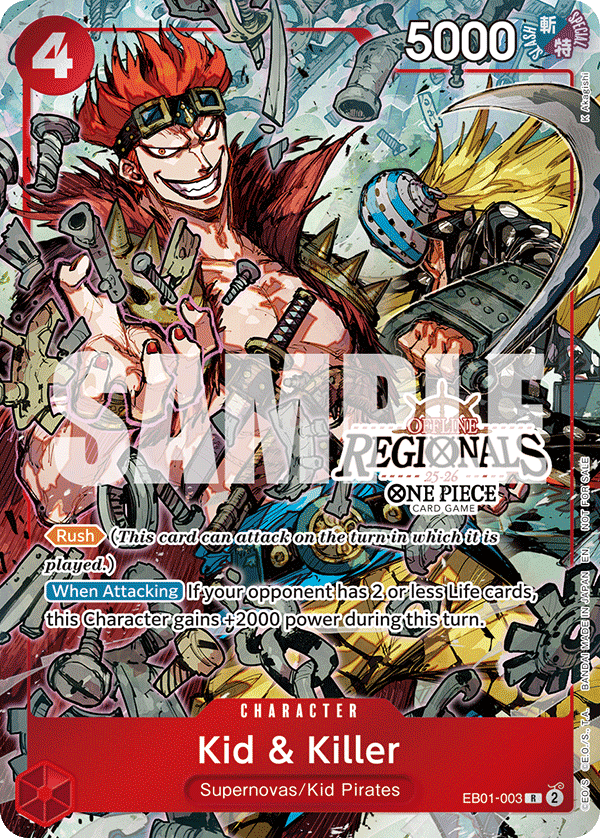 4
5000
斬
SLASH
特
SPECIAL
K Akagishi
SAMPLE
OFFLINE
REGIONALS
25-26
ONE PIECE
CARD GAME
Rush (This card can attack on the turn in which it is
played.)
When Attacking If your opponent has 2 or less Life cards,
this Character gains +2000 power during this turn.
CHARACTER
Kid & Killer
Supernovas/Kid Pirates
EB01-003 R 2
©E.O./S. ©E.O./S., T.A. BANDAI MADE IN JAPAN EN NOT FOR SALE